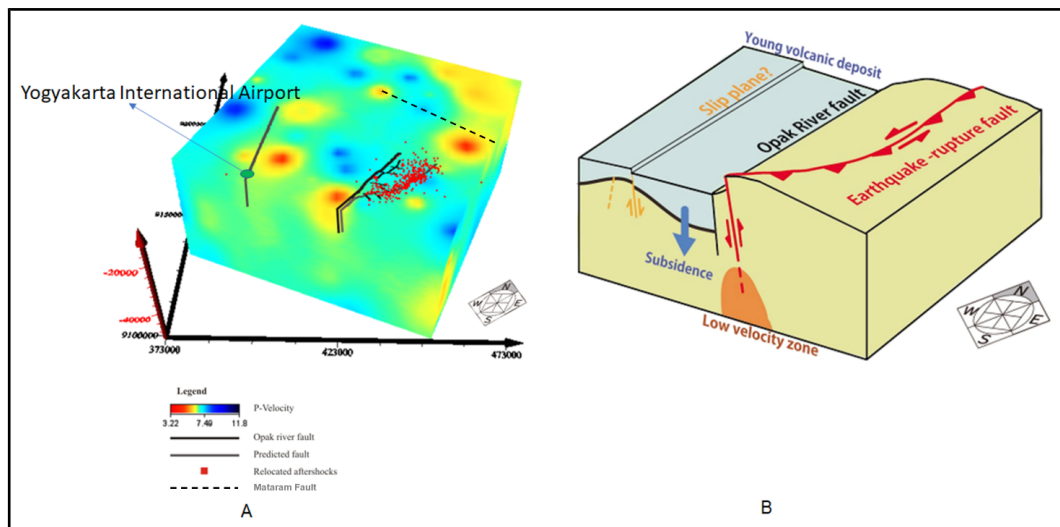 Yogyakarta International Airport
-20000
-40000
9100000
373000
423000
473000
N
W
E
S
Legend
P-Velocity
3.22 7.49 11.8
Opak river fault
Predicted fault
Relocated aftershocks
Mataram Fault
A
Young volcanic deposit
Slip plane?
Opak River fault
Earthquake-rupture fault
Subsidence
Low velocity zone
N
W
E
S
B